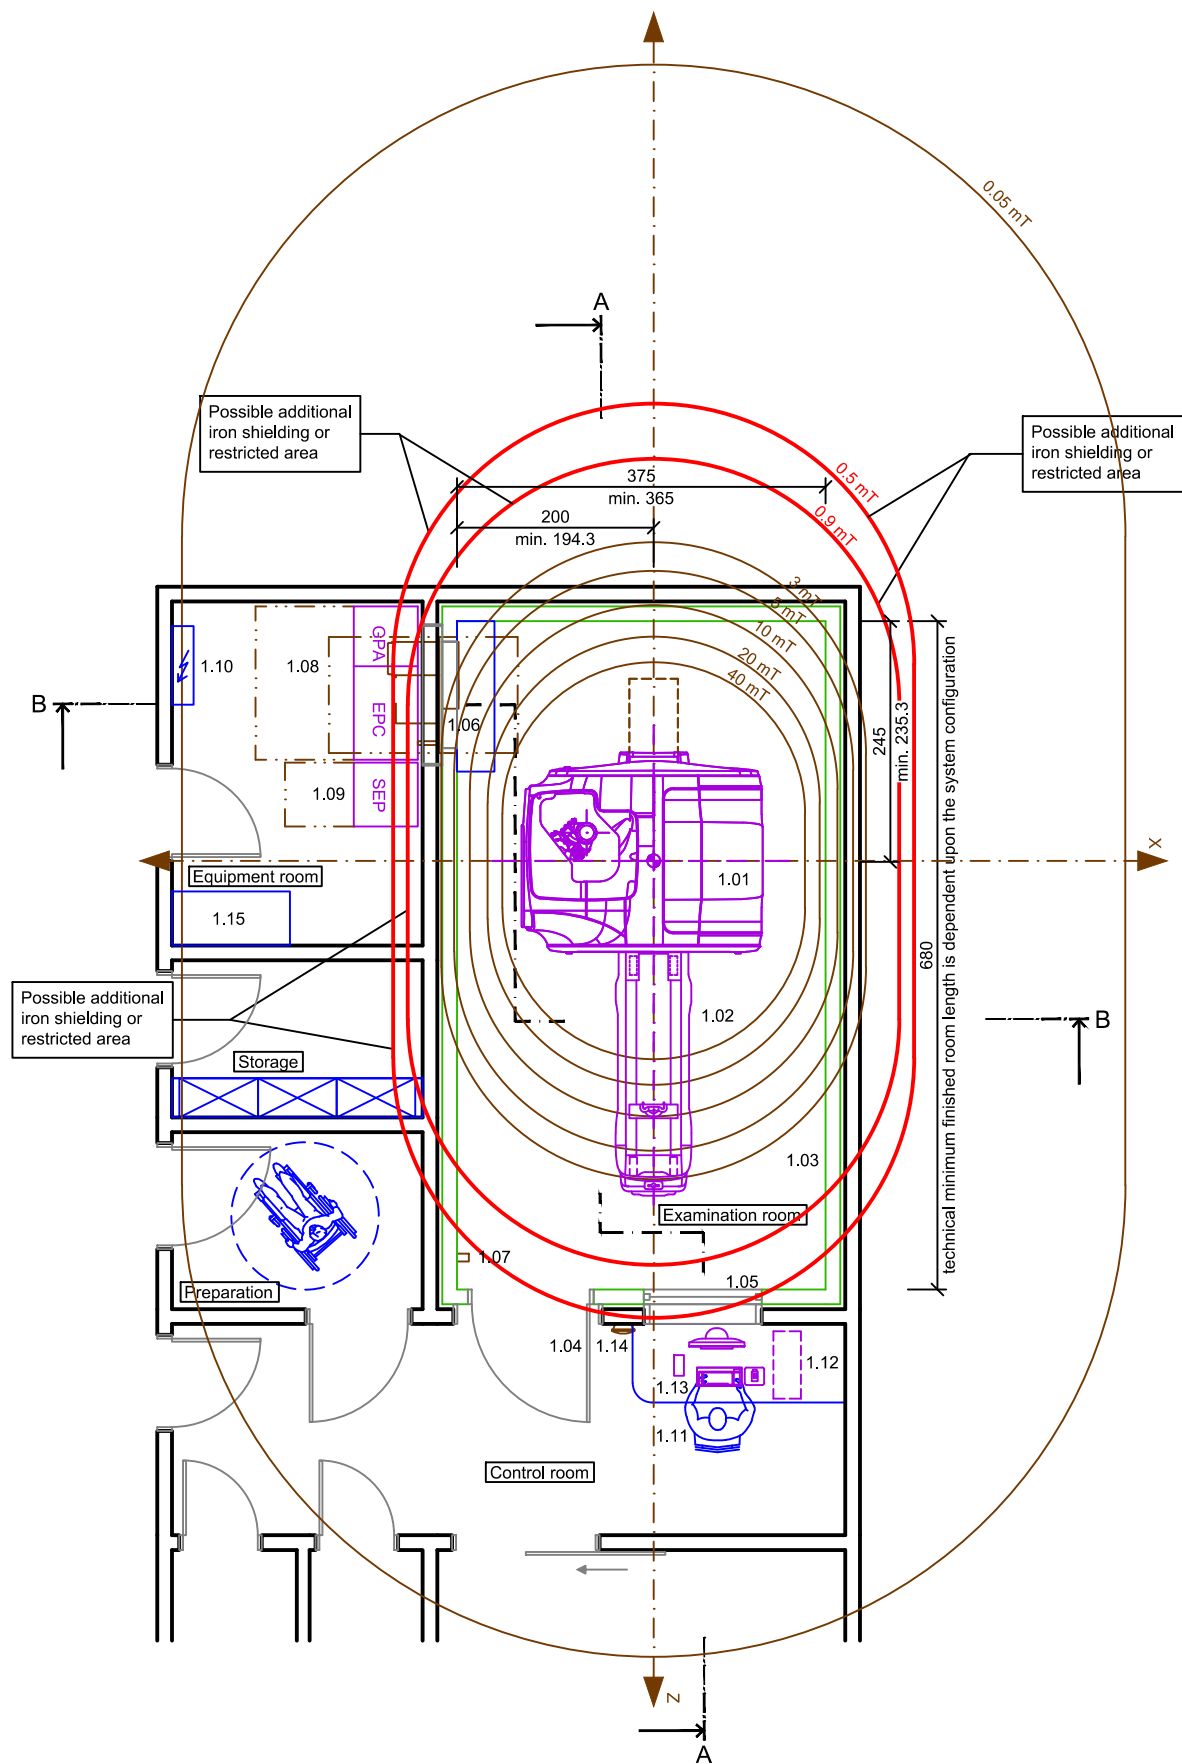 0.05 mT
A
Possible additional
iron shielding or
restricted area
Possible additional
iron shielding or
restricted area
0.5 mT
375
min. 365
0.9 mT
200
min. 194.3
3 mT
5 mT
10 mT
20 mT
40 mT
GPA
1.10
1.08
EPC
1.06
B
245
min. 235.3
SEP
1.09
X
Equipment room
1.01
1.15
680
technical minimum finished room length is dependent upon the system configuration
Possible additional
iron shielding or
restricted area
1.02
B
Storage
1.03
Examination room
1.07
Preparation
1.05
1.04
1.14
1.12
1.13
1.11
Control room
Z
A